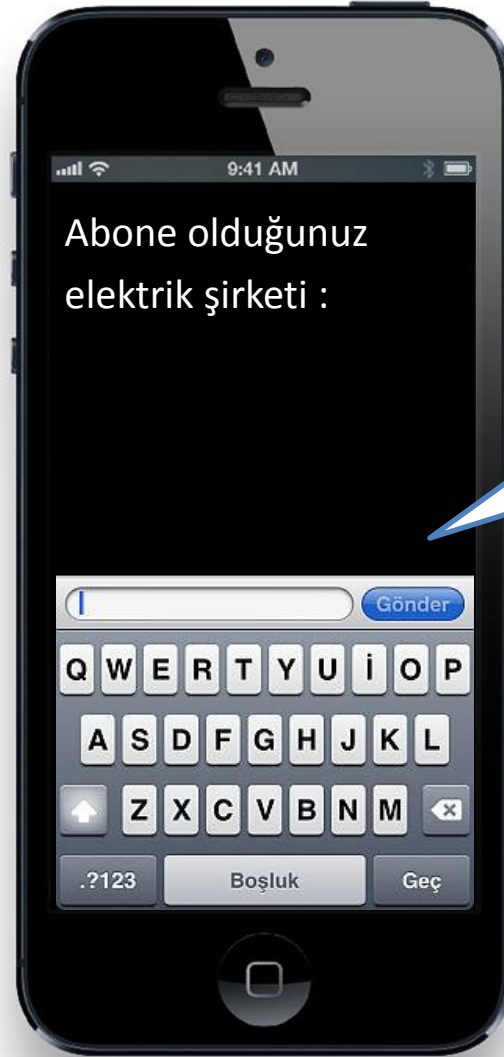 9:41 AM
Abone olduğunuz
elektrik şirketi :
Gönder
Q W E R T Y U İ O P
A S D F G H J K L
Z X C V B N M
.?123 Boşluk Geç